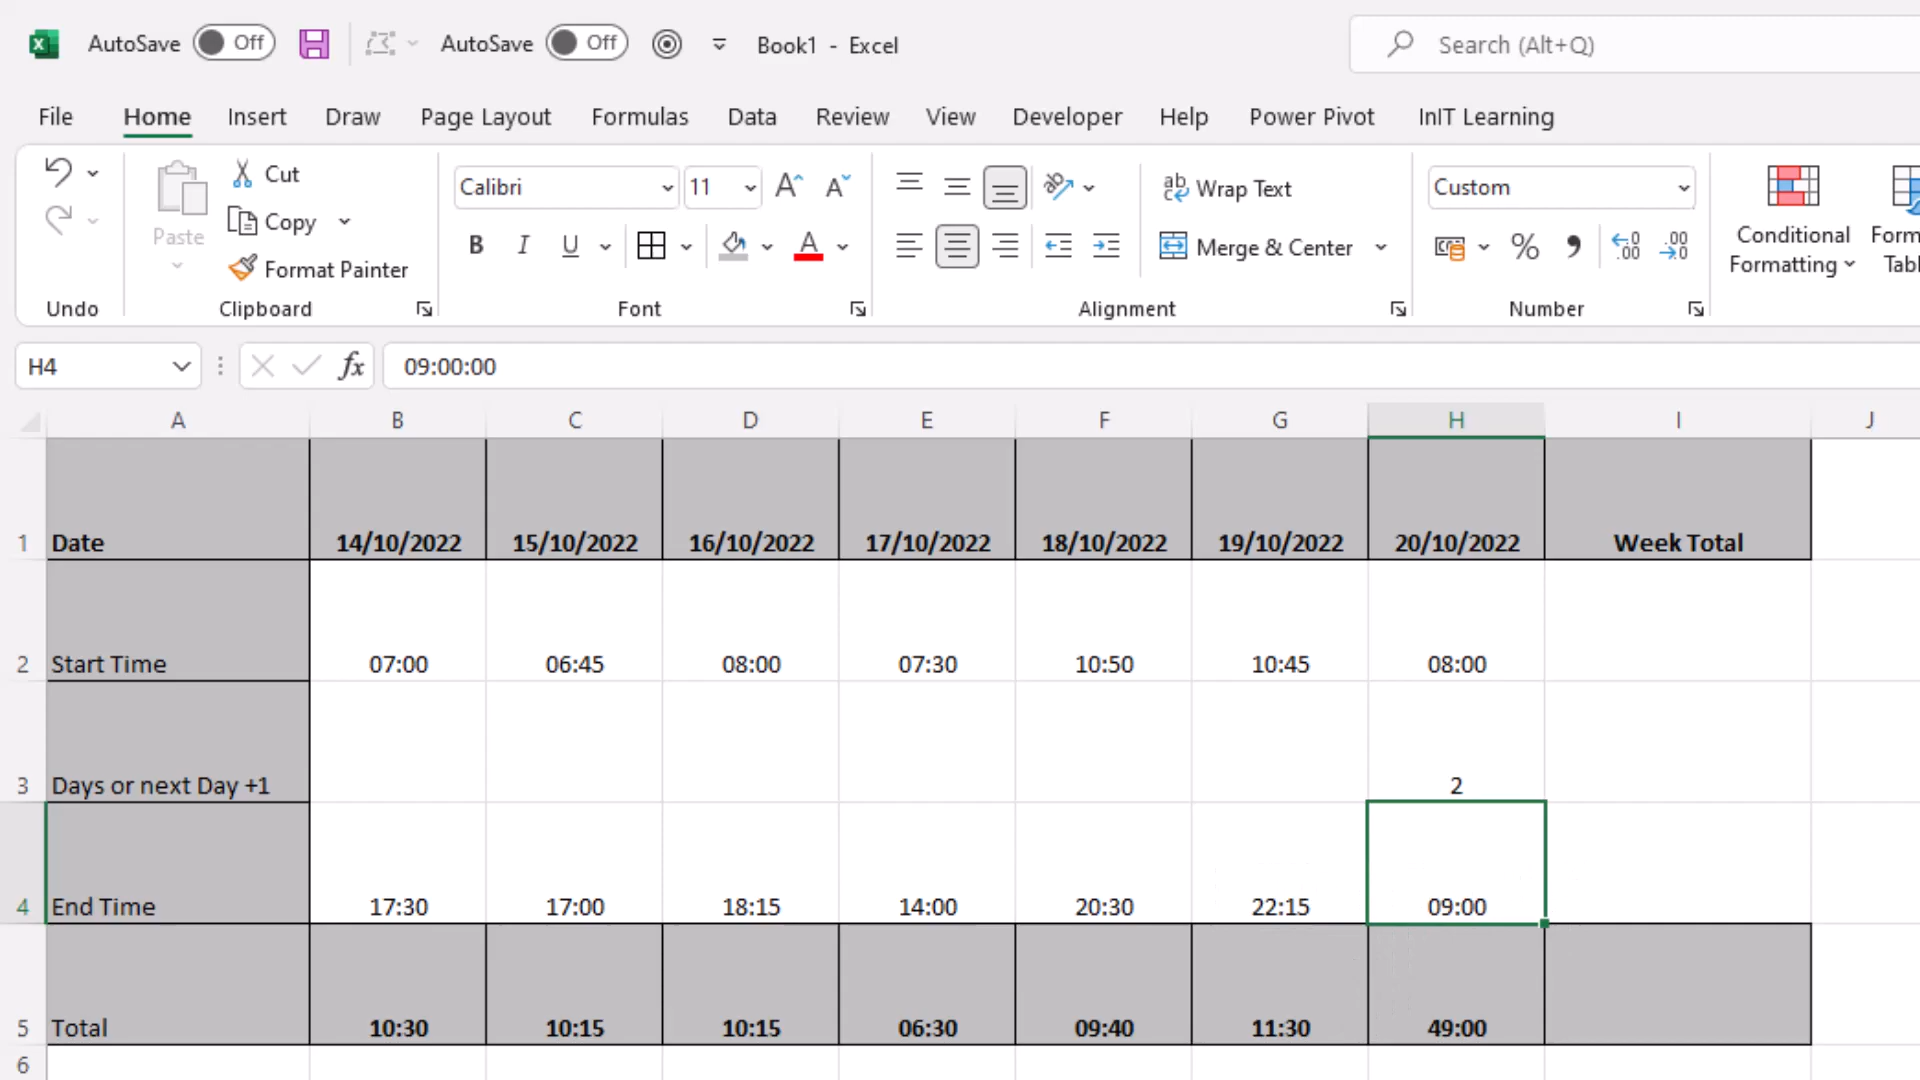 AutoSave Off AutoSave Off Book1 - Excel Search (Alt+Q)
File Home Insert Draw Page Layout Formulas Data Review View Developer Help Power Pivot InIT Learning
Paste Cut Calibri 11 Wrap Text Custom
Copy B I U A Merge & Center % Conditional
Format Painter Formatting
Undo Clipboard Font Alignment Number
H4 fx 09:00:00
A B C D E F G H I J
1 Date 14/10/2022 15/10/2022 16/10/2022 17/10/2022 18/10/2022 19/10/2022 20/10/2022 Week Total
2 Start Time 07:00 06:45 08:00 07:30 10:50 10:45 08:00
3 Days or next Day +1 2
4 End Time 17:30 17:00 18:15 14:00 20:30 22:15 09:00
5 Total 10:30 10:15 10:15 06:30 09:40 11:30 49:00
6